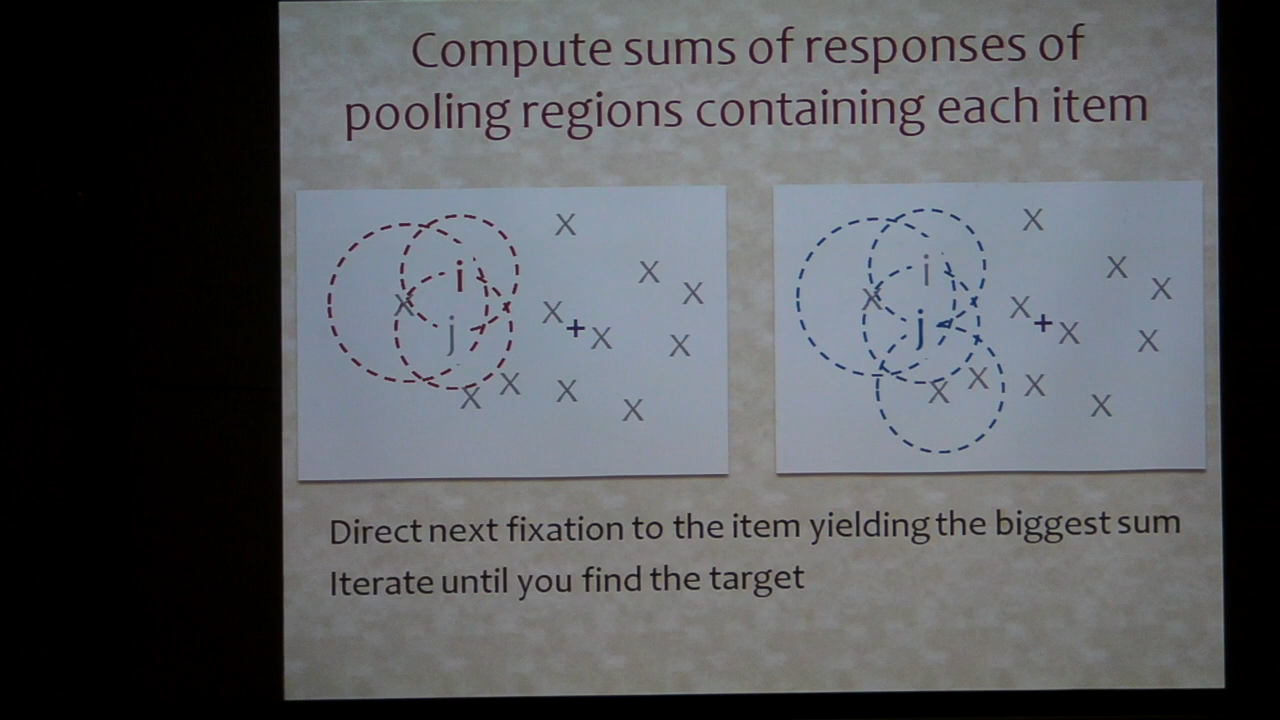 Compute sums of responses of
pooling regions containing each item
X
X
i
X
X
X
+
X
j
X
X
X
X
X
X
i
X
X
X
X
+
X
j
X
X
X
X
X
Direct next fixation to the item yielding the biggest sum
Iterate until you find the target